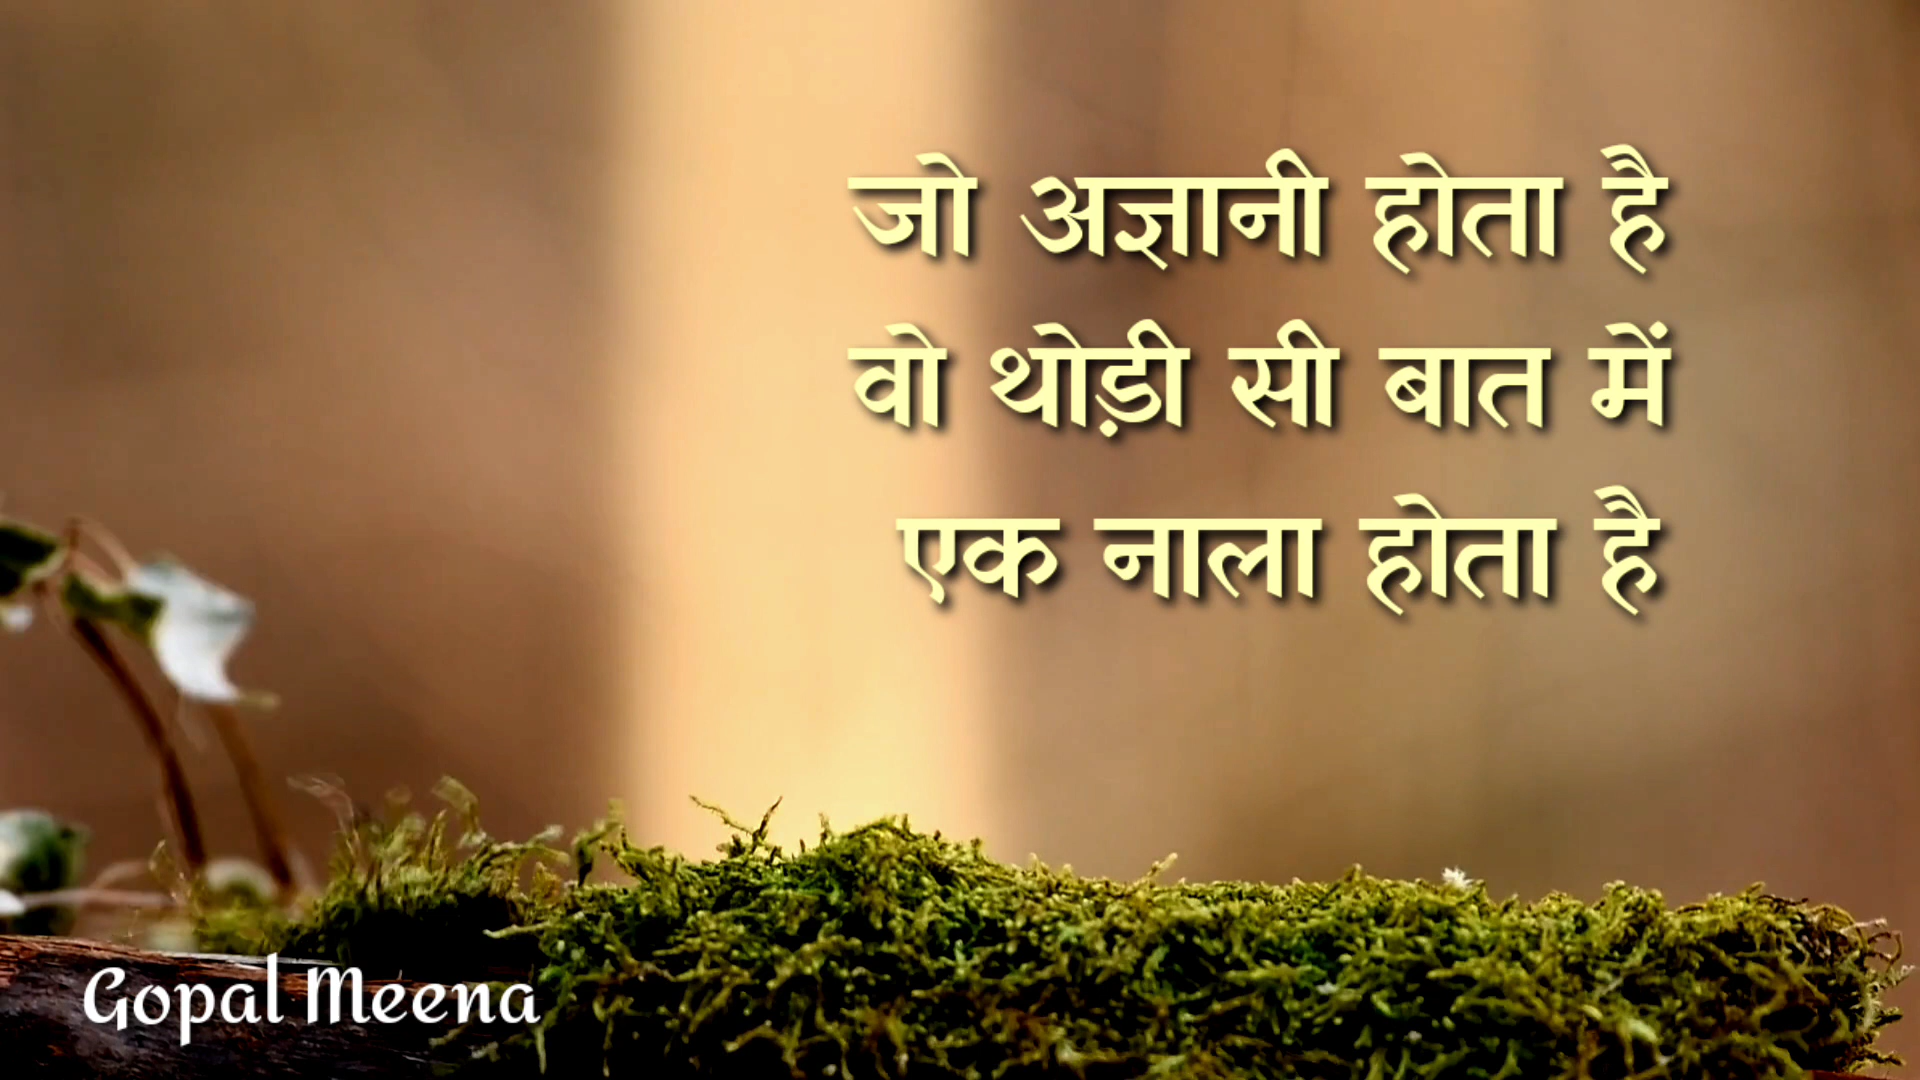 जो अज्ञानी होता है
वो थोड़ी सी बात में
एक नाला होता है
Gopal Meena